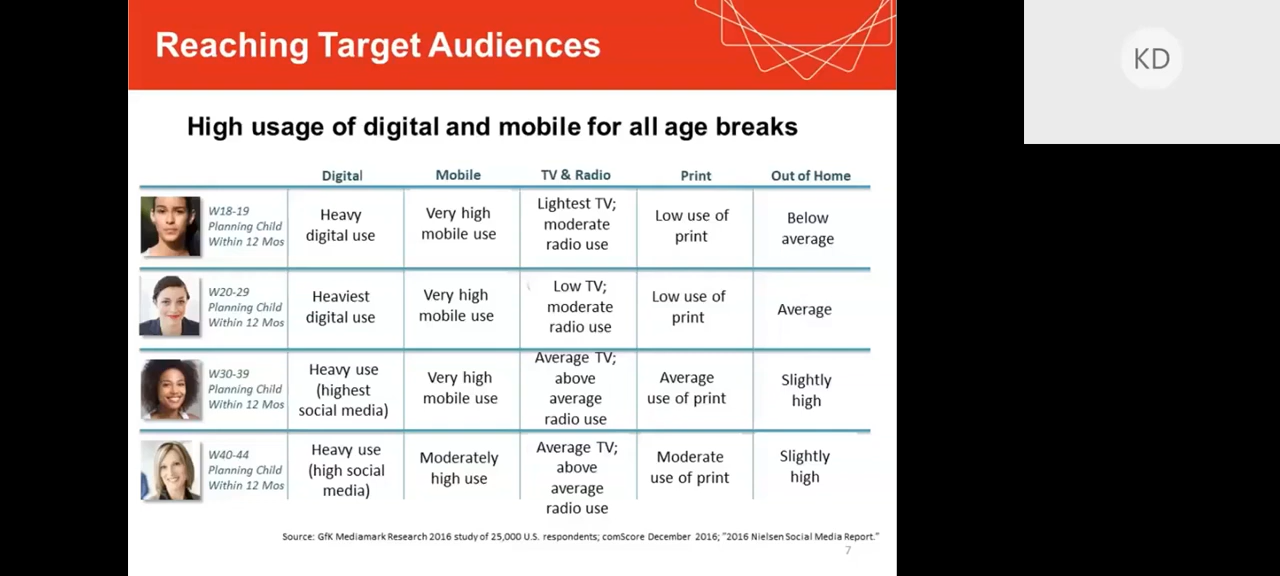 Reaching Target Audiences
KD
High usage of digital and mobile for all age breaks
Digital
Mobile
TV & Radio
Print
Out of Home
W18-19
Planning Child
Within 12 Mos
Heavy
digital use
Very high
mobile use
Lightest TV;
moderate
radio use
Low use of
print
Below
average
W20-29
Planning Child
Within 12 Mos
Heaviest
digital use
Very high
mobile use
Low TV;
moderate
radio use
Low use of
print
Average
W30-39
Planning Child
Within 12 Mos
Heavy use
(highest
social media)
Very high
mobile use
Average TV;
above
average
radio use
Average
use of print
Slightly
high
W40-44
Planning Child
Within 12 Mos
Heavy use
(high social
media)
Moderately
high use
Average TV;
above
average
radio use
Moderate
use of print
Slightly
high
Source: GfK Mediamark Research 2016 study of 25,000 U.S. respondents; comScore December 2016; "2016 Nielsen Social Media Report."
7